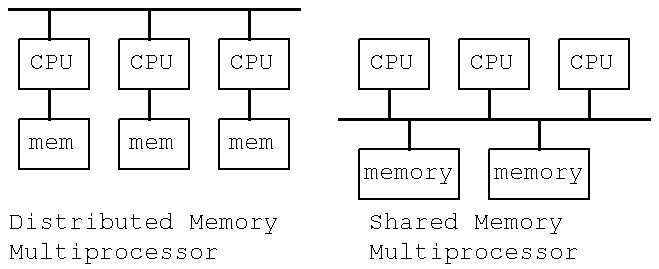 CPU CPU CPU
mem mem mem
Distributed Memory
Multiprocessor
CPU CPU CPU
memory memory
Shared Memory
Multiprocessor